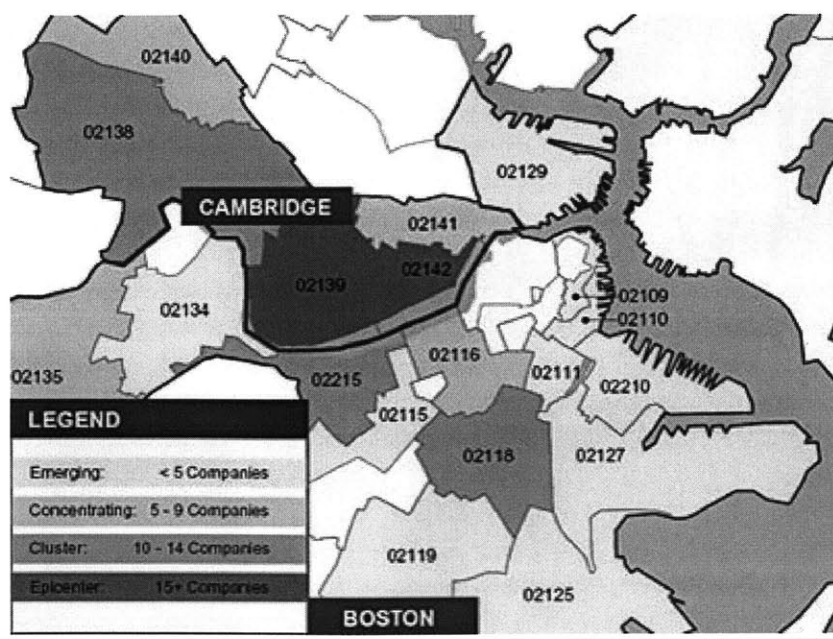 02140
02138
02129
CAMBRIDGE
02141
02142
02139
02109
02134
02110
02116
02135
02215
02111
02210
02115
LEGEND
02118
02127
Emerging: < 5 Companies
Concentrating: 5 - 9 Companies
Cluster: 10 - 14 Companies
02119
Epicenter: 15+ Companies
02125
BOSTON